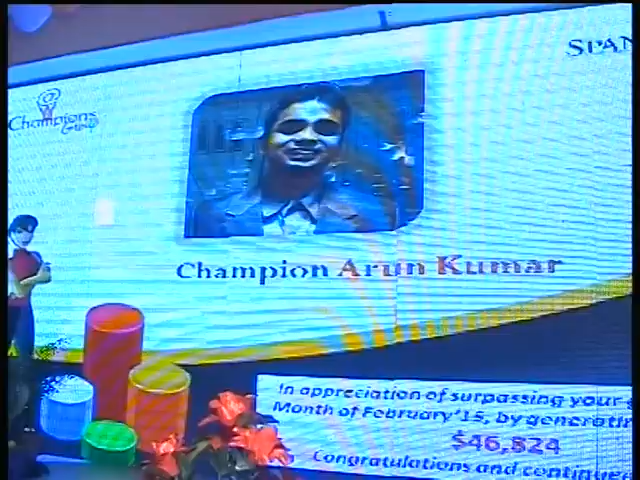 SPAN
Champions
Group
Champion Arun Kumar
In appreciation of surpassing your
Month of February'15, by generatin
$46,824
Congratulations and continue